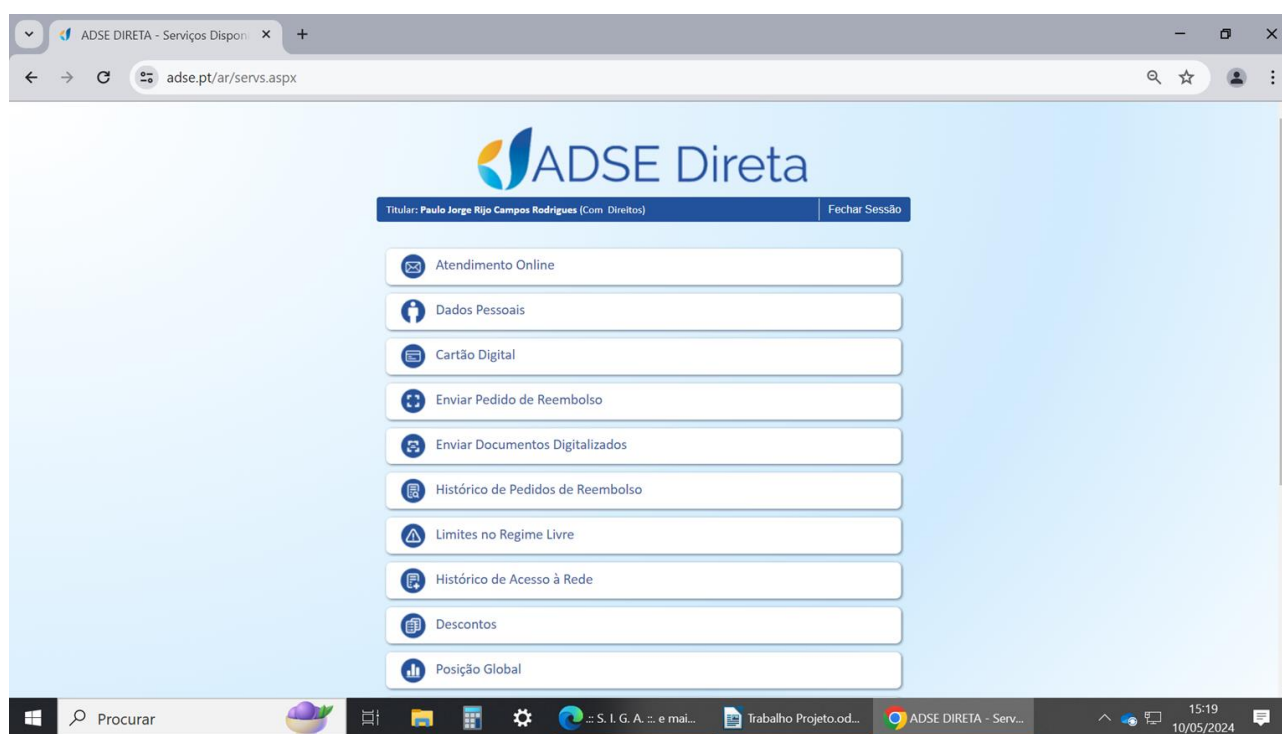 ADSE DIRETA - Serviços Dispon
adse.pt/ar/servs.aspx
ADSE Direta
Titular: Paulo Jorge Rijo Campos Rodrigues (Com Direitos)
Fechar Sessão
Atendimento Online
Dados Pessoais
Cartão Digital
Enviar Pedido de Reembolso
Enviar Documentos Digitalizados
Histórico de Pedidos de Reembolso
Limites no Regime Livre
Histórico de Acesso à Rede
Descontos
Posição Global
Procurar
.:: S. I. G. A. ::. e mai...
Trabalho Projeto.od...
ADSE DIRETA - Serv...
15:19
10/05/2024